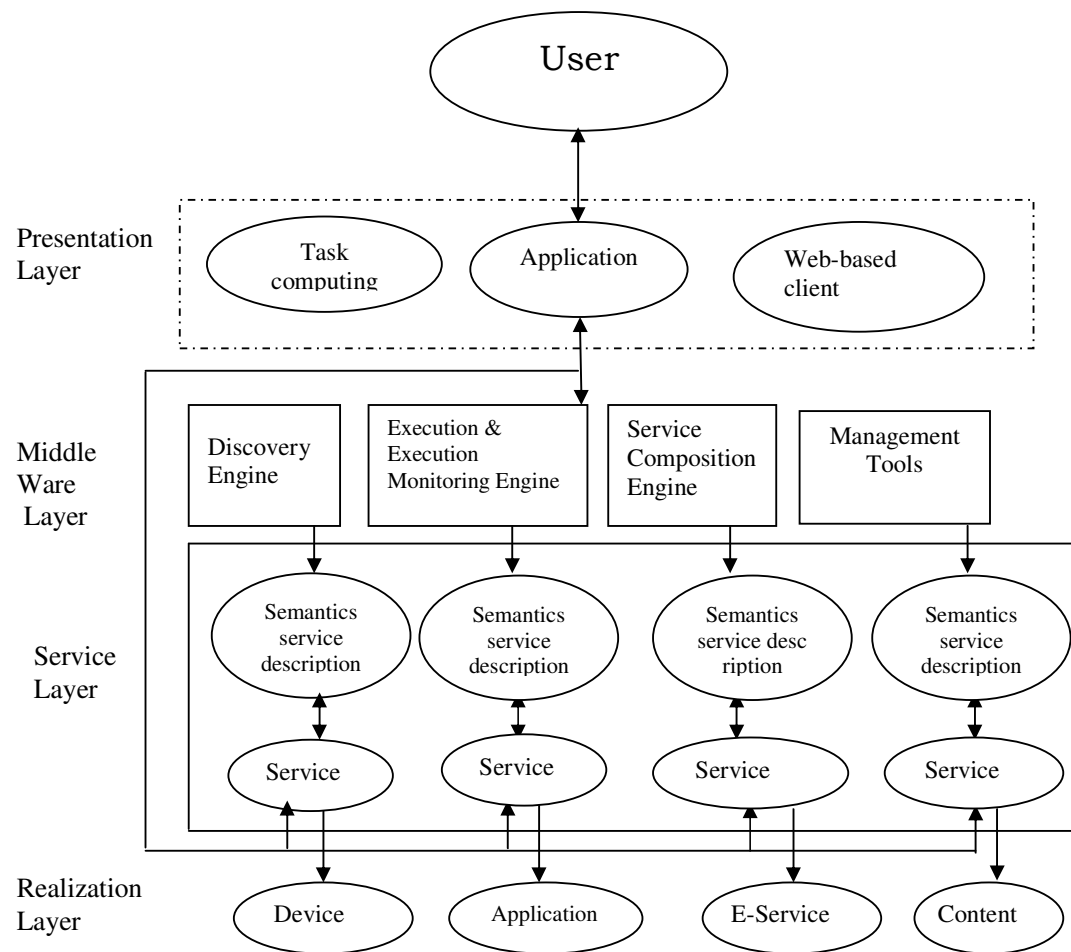 User
Presentation
Layer
Task
computing
Application
Web-based
client
Middle
Ware
Layer
Discovery
Engine
Execution &
Execution
Monitoring Engine
Service
Composition
Engine
Management
Tools
Service
Layer
Semantics
service
description
Semantics
service
description
Semantics
service desc
ription
Semantics
service
description
Service
Service
Service
Service
Realization
Layer
Device
Application
E-Service
Content